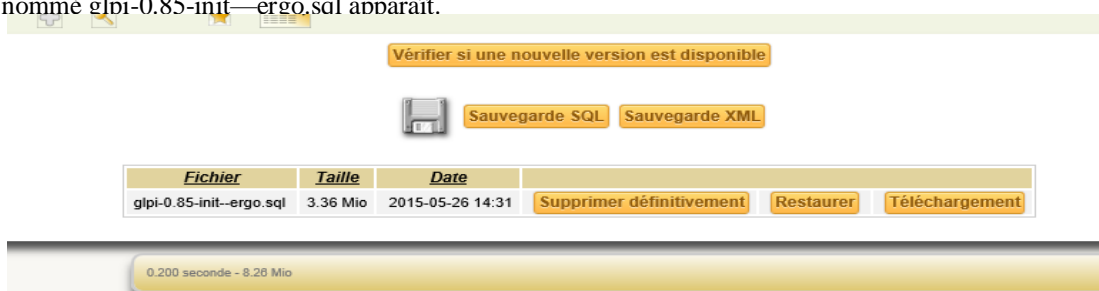 nommé glpi-0.85-init—ergo.sql apparaît.
Vérifier si une nouvelle version est disponible
Sauvegarde SQL Sauvegarde XML
Fichier Taille Date
glpi-0.85-init--ergo.sql 3.36 Mio 2015-05-26 14:31 Supprimer définitivement Restaurer Téléchargement
0.200 seconde - 8.26 Mio